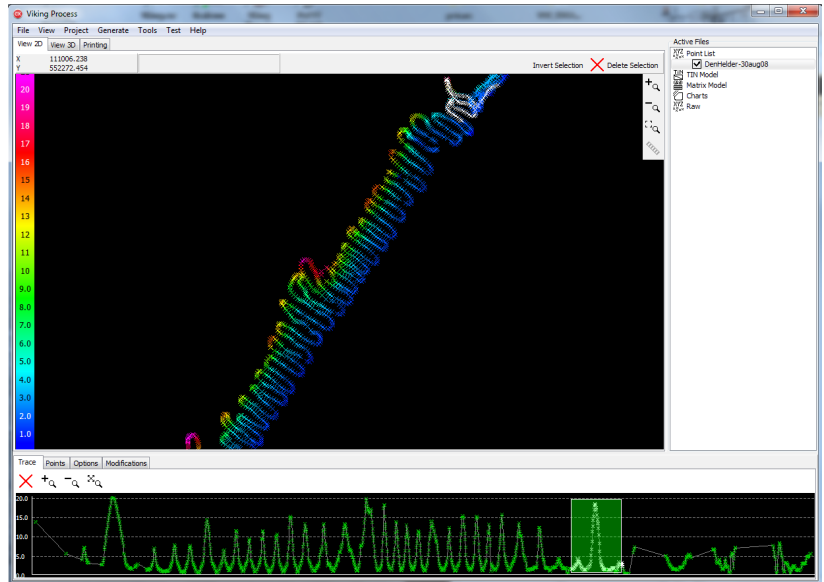 Viking Process
File View Project Generate Tools Test Help
View 2D View 3D Printing
X 111006.238
Y 552272.454
Invert Selection Delete Selection
Active Files
Point List
DenHelder-30aug08
TIN Model
Matrix Model
Charts
Raw
20
19
18
17
16
15
14
13
12
11
10
9.0
8.0
7.0
6.0
5.0
4.0
3.0
2.0
1.0
Trace Points Options Modifications
20.0
15.0
10.0
5.0